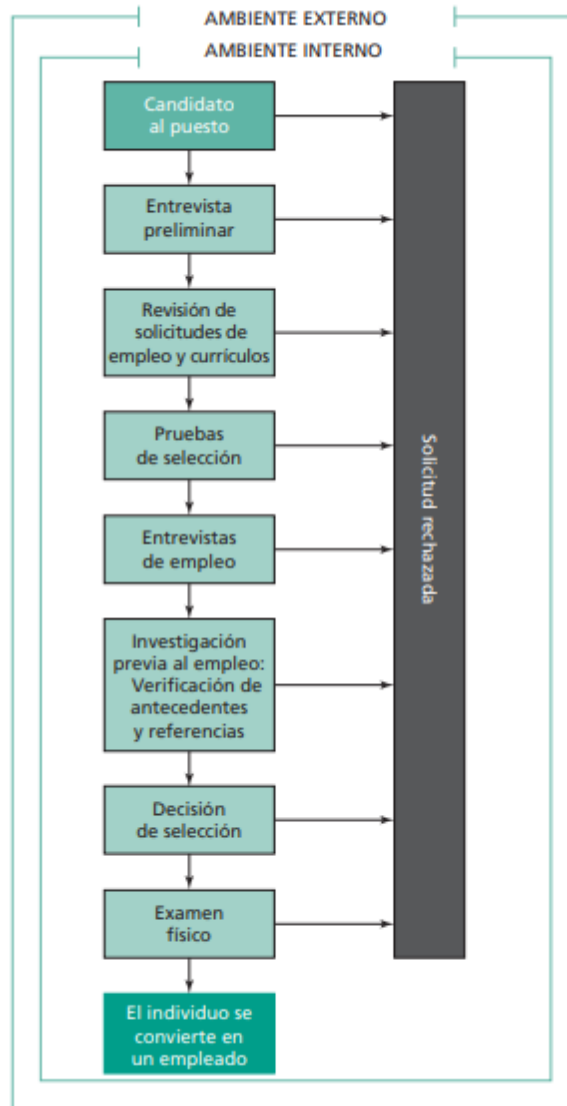 AMBIENTE EXTERNO
AMBIENTE INTERNO
Candidato
al puesto
Entrevista
preliminar
Revisión de
solicitudes de
empleo y currículos
Pruebas
de selección
Entrevistas
de empleo
Investigación
previa al empleo:
Verificación de
antecedentes
y referencias
Decisión
de selección
Examen
físico
El individuo se
convierte en
un empleado
Solicitud rechazada